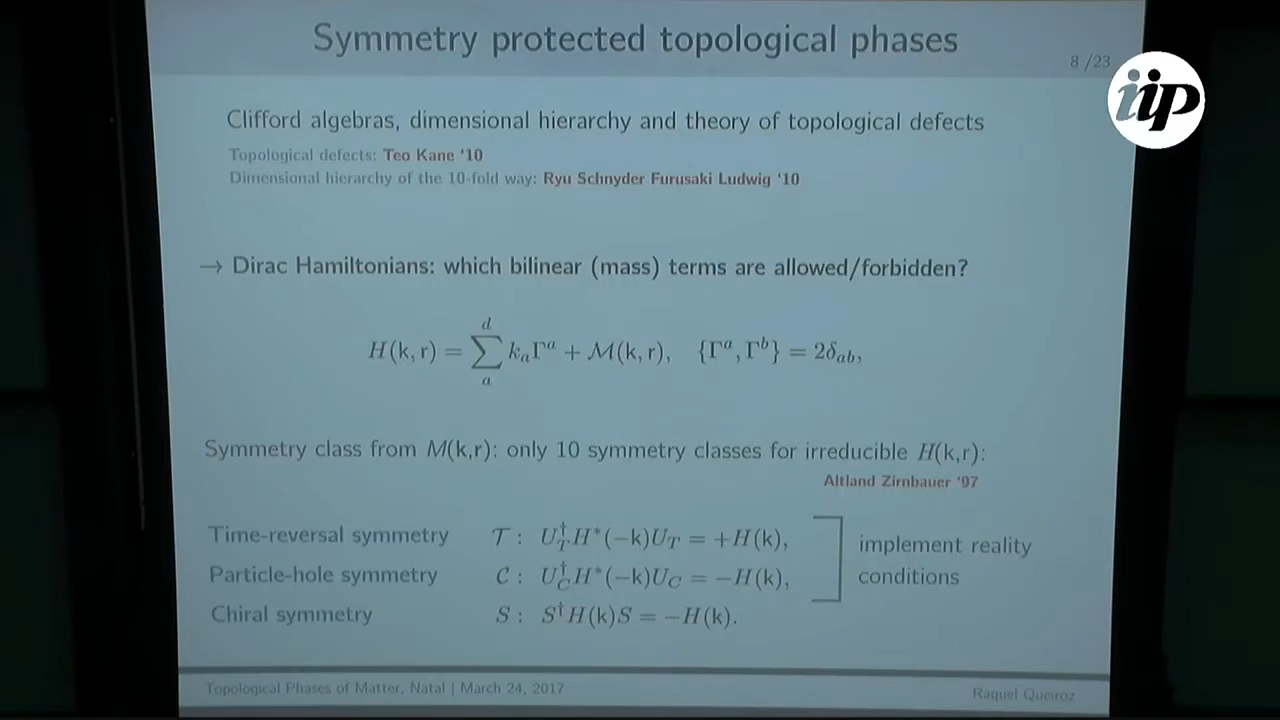 Symmetry protected topological phases
8 /23
iip
Clifford algebras, dimensional hierarchy and theory of topological defects
Topological defects: Teo Kane '10
Dimensional hierarchy of the 10-fold way: Ryu Schnyder Furusaki Ludwig '10
→ Dirac Hamiltonians: which bilinear (mass) terms are allowed/forbidden?
H(k,r) = ∑_a^d k_aΓ^a + ℳ(k,r), {Γ^a, Γ^b} = 2δ_ab,
Symmetry class from M(k,r): only 10 symmetry classes for irreducible H(k,r):
Altland Zirnbauer '97
Time-reversal symmetry 𝒯 : U_T^† H^*(−k)U_T = +H(k),
implement reality
Particle-hole symmetry 𝒞 : U_C^† H^*(−k)U_C = −H(k),
conditions
Chiral symmetry S : S^† H(k)S = −H(k).
Topological Phases of Matter, Natal | March 24, 2017
Raquel Queiroz